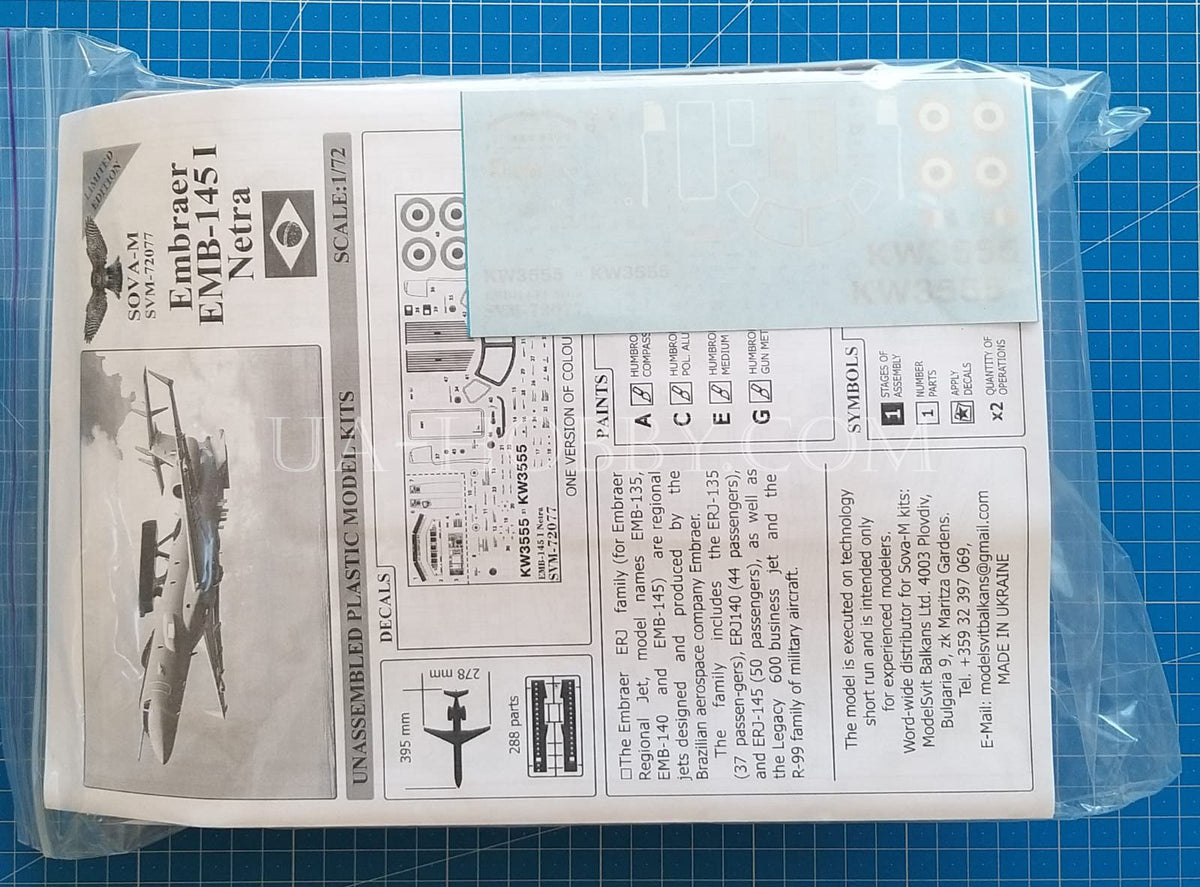 LIMITED
EDITION
SOVA-M
SVM-72077
Embraer
EMB-145 I
Netra
UNASSEMBLED PLASTIC MODEL KITS
SCALE:1/72
395 mm
278 mm
288 parts
DECALS
KW3555
KW3555
EMB-145 I Netra
SVM-72077
ONE VERSION OF COLOU
KW3555
KW3555
SVM-72077
KW3555
KW3555
□The Embraer ERJ family (for Embraer
Regional Jet, model names EMB-135,
EMB-140 and EMB-145) are regional
jets designed and produced by the
Brazilian aerospace company Embraer.
The family includes the ERJ-135
(37 passen-gers), ERJ140 (44 passengers),
and ERJ-145 (50 passengers), as well as
the Legacy 600 business jet and the
R-99 family of military aircraft.
The model is executed on technology
short run and is intended only
for experienced modelers.
Word-wide distributor for Sova-M kits:
ModelSvit Balkans Ltd. 4003 Plovdiv,
Bulgaria 9, zk Maritza Gardens.
Tel. +359 32 397 069,
E-Mail: modelsvitbalkans@gmail.com
MADE IN UKRAINE
PAINTS
A HUMBRO
COMPASS
C HUMBRO
POL. ALU
E HUMBRO
MEDIUM
G HUMBRO
GUN MET
SYMBOLS
1 STAGES OF
ASSEMBLY
1 NUMBER
PARTS
APPLY
DECALS
x2 QUANTITY OF
OPERATIONS
UA-LOBBY.COM